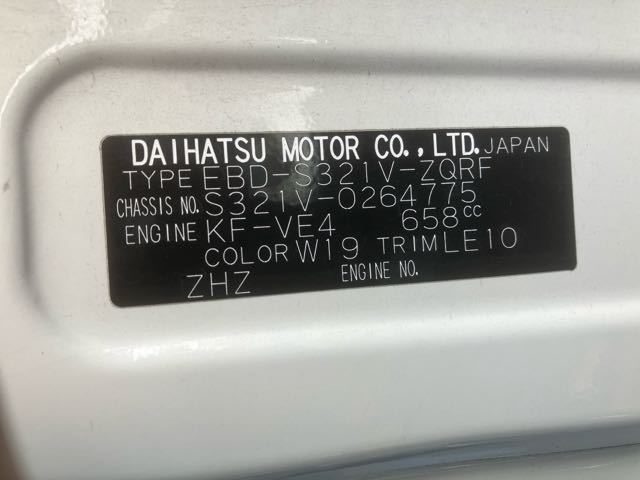 DAIHATSU MOTOR CO.,LTD.JAPAN
TYPE EBD-S321V-ZQRF
CHASSIS NO.S321V-0264775
ENGINE KF-VE4 658cc
COLOR W19 TRIM LE10
ZHZ ENGINE NO.